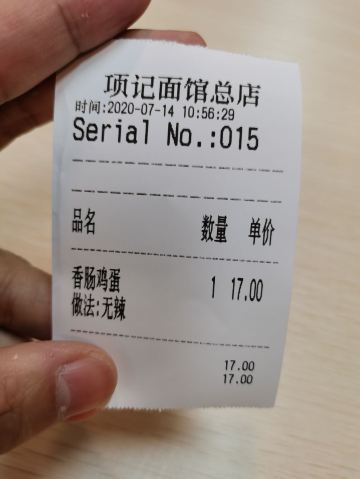 项记面馆总店
时间:2020-07-14 10:56:29
Serial No.:015
品名 数量 单价
香肠鸡蛋 1 17.00
做法:无辣
17.00
17.00